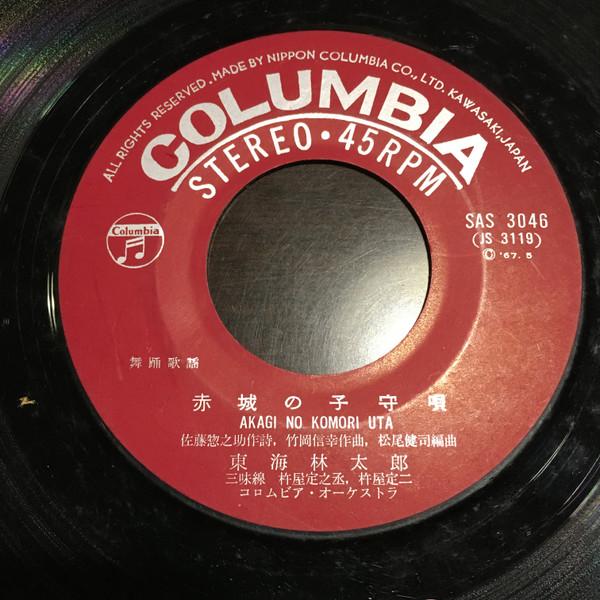 ALL RIGHTS RESERVED. MADE BY NIPPON COLUMBIA CO., LTD. KAWASAKI, JAPAN
COLUMBIA
STEREO・45RPM
Columbia
SAS 3046
(JS 3119)
Ⓒ '67. 5
舞踊歌謡
赤城の子守唄
AKAGI NO KOMORI UTA
佐藤惣之助作詩, 竹岡信幸作曲, 松尾健司編曲
東海林太郎
三味線 杵屋定之丞, 杵屋定二
コロムビア・オーケストラ